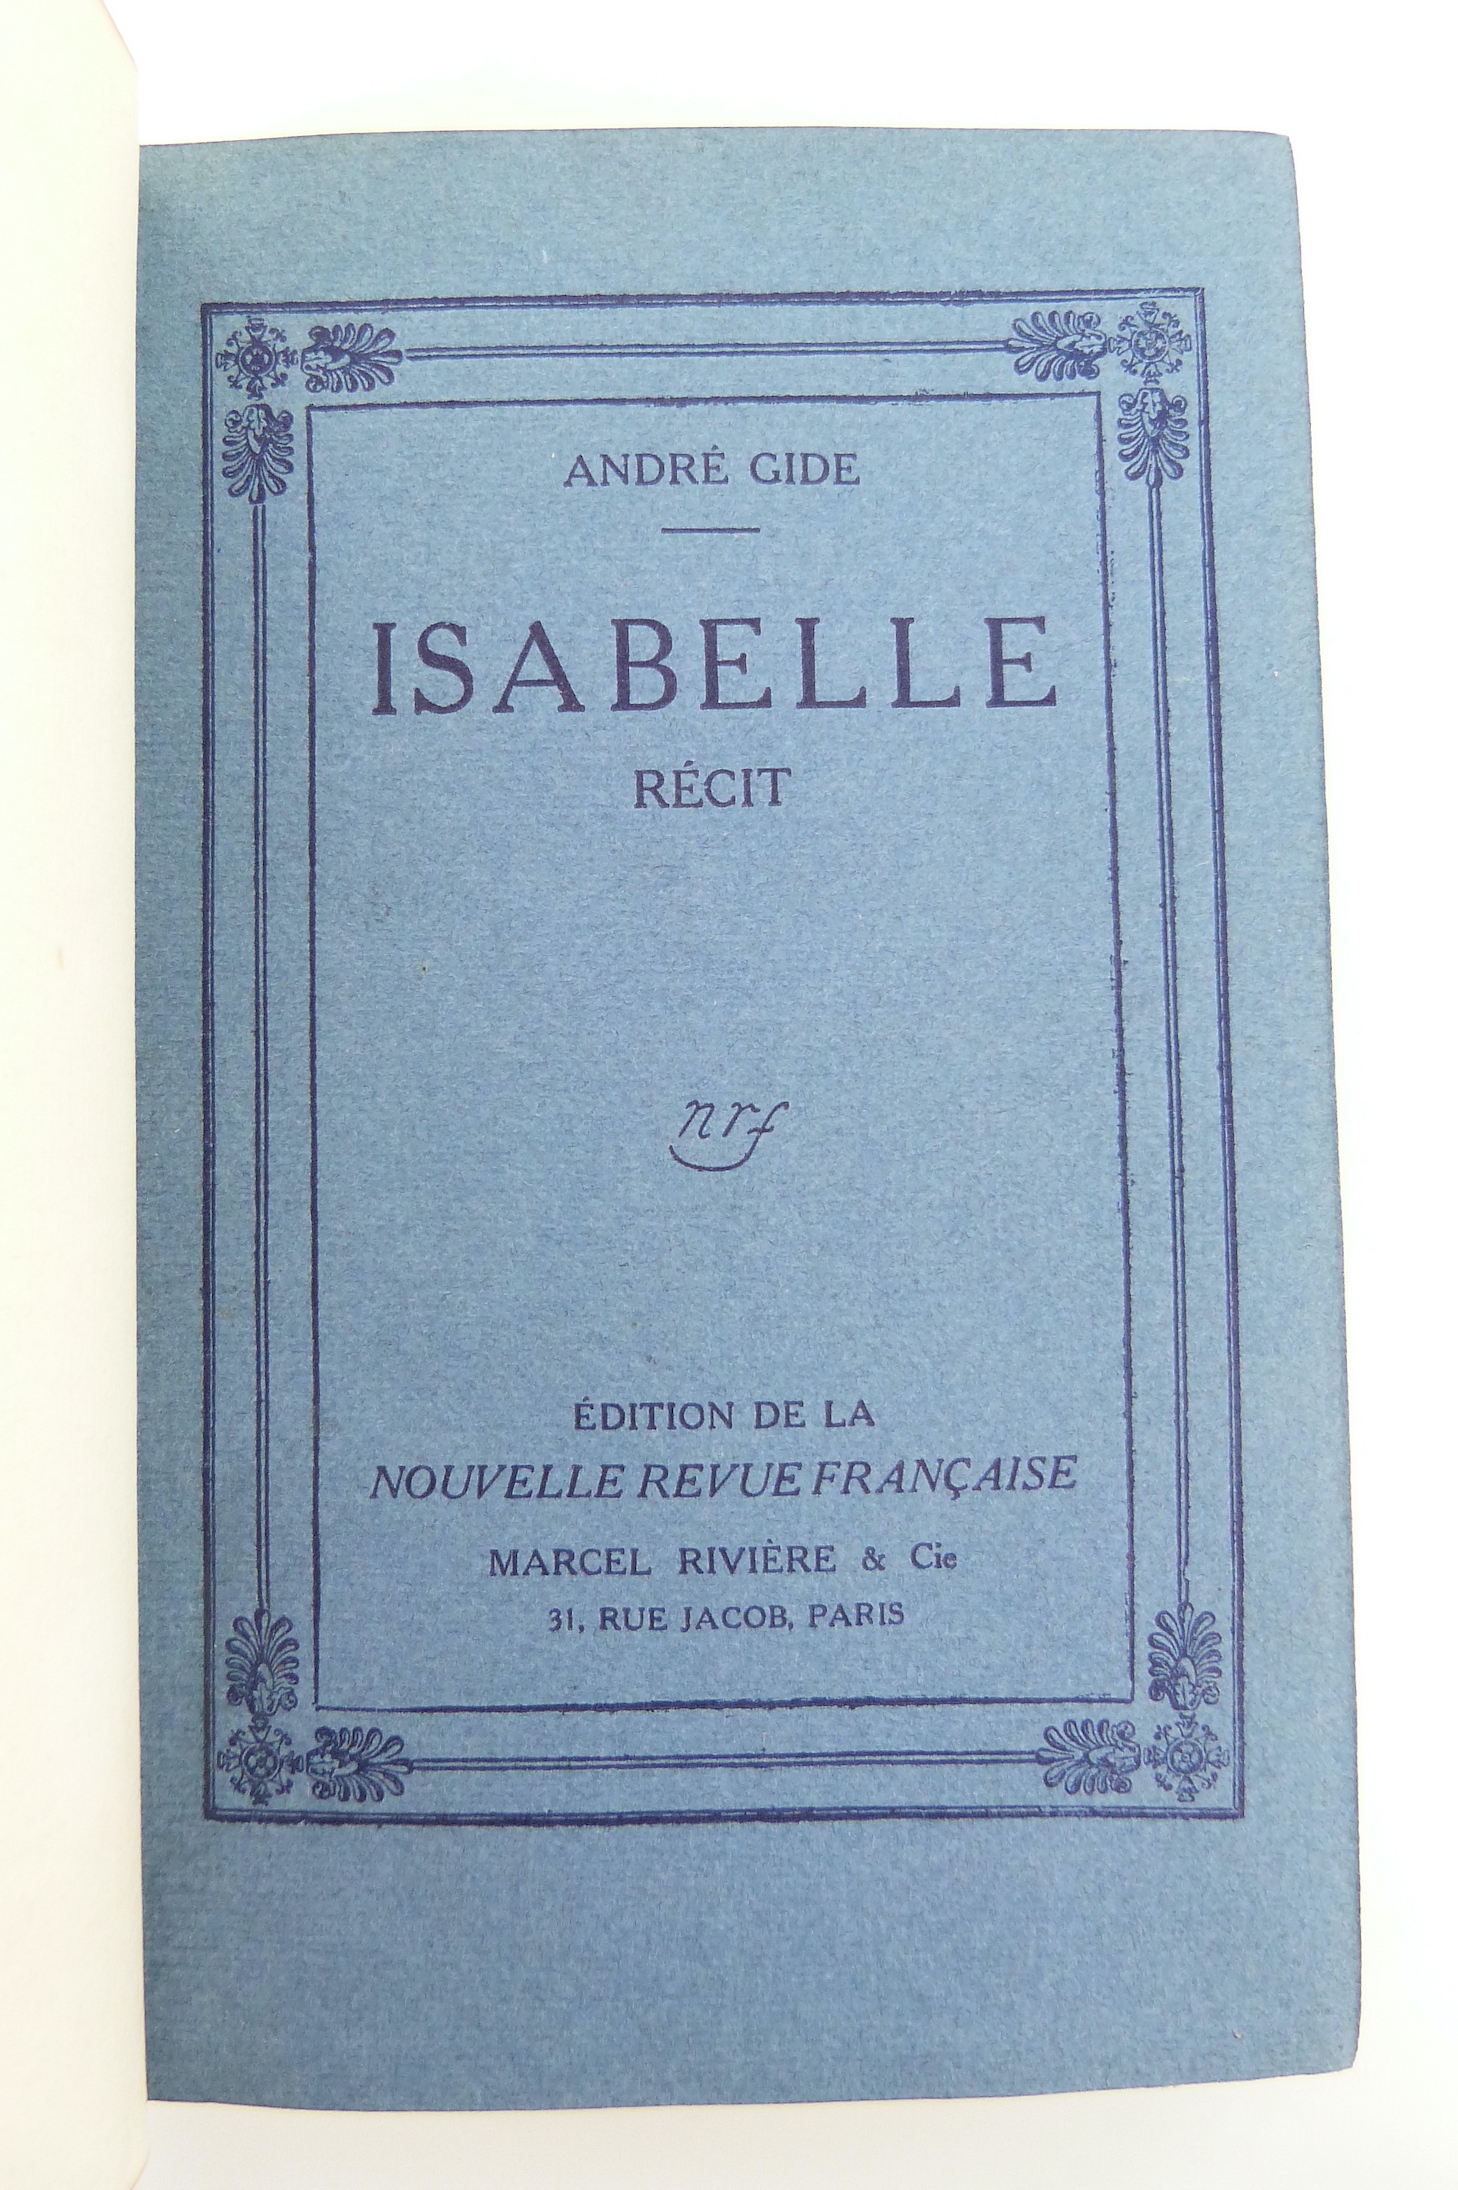 ANDRÉ GIDE
ISABELLE
RÉCIT
nrf
ÉDITION DE LA
NOUVELLE REVUE FRANÇAISE
MARCEL RIVIÈRE & Cie
31, RUE JACOB, PARIS